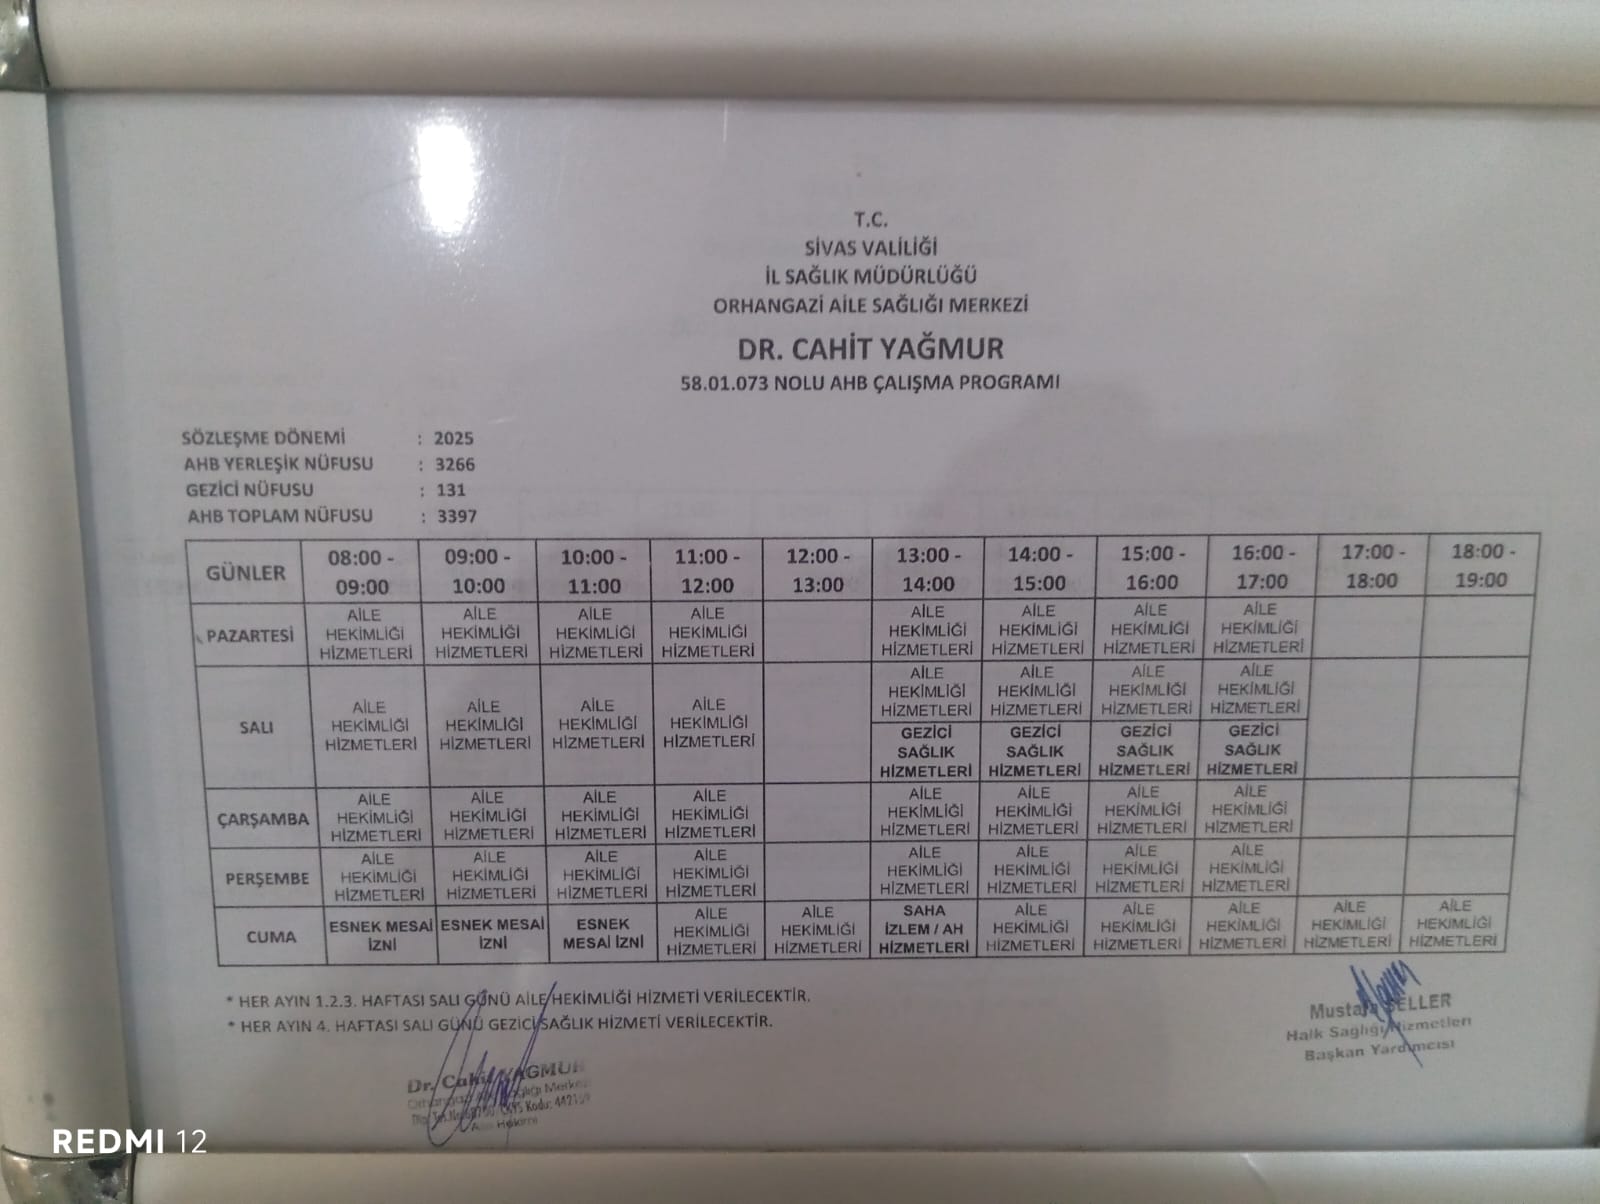 T.C.
SİVAS VALİLİĞİ
İL SAĞLIK MÜDÜRLÜĞÜ
ORHANGAZİ AİLE SAĞLIĞI MERKEZİ
DR. CAHİT YAĞMUR
58.01.073 NOLU AHB ÇALIŞMA PROGRAMI
SÖZLEŞME DÖNEMİ : 2025
AHB YERLEŞİK NÜFUSU : 3266
GEZİCİ NÜFUSU : 131
AHB TOPLAM NÜFUSU : 3397
GÜNLER 08:00 - 09:00 09:00 - 10:00 10:00 - 11:00 11:00 - 12:00 12:00 - 13:00 13:00 - 14:00 14:00 - 15:00 15:00 - 16:00 16:00 - 17:00 17:00 - 18:00 18:00 - 19:00
PAZARTESİ AİLE HEKİMLİĞİ HİZMETLERİ AİLE HEKİMLİĞİ HİZMETLERİ AİLE HEKİMLİĞİ HİZMETLERİ AİLE HEKİMLİĞİ HİZMETLERİ AİLE HEKİMLİĞİ HİZMETLERİ AİLE HEKİMLİĞİ HİZMETLERİ AİLE HEKİMLİĞİ HİZMETLERİ AİLE HEKİMLİĞİ HİZMETLERİ
SALI AİLE HEKİMLİĞİ HİZMETLERİ AİLE HEKİMLİĞİ HİZMETLERİ AİLE HEKİMLİĞİ HİZMETLERİ AİLE HEKİMLİĞİ HİZMETLERİ AİLE HEKİMLİĞİ HİZMETLERİ AİLE HEKİMLİĞİ HİZMETLERİ AİLE HEKİMLİĞİ HİZMETLERİ AİLE HEKİMLİĞİ HİZMETLERİ
GEZİCİ SAĞLIK HİZMETLERİ GEZİCİ SAĞLIK HİZMETLERİ GEZİCİ SAĞLIK HİZMETLERİ GEZİCİ SAĞLIK HİZMETLERİ
ÇARŞAMBA AİLE HEKİMLİĞİ HİZMETLERİ AİLE HEKİMLİĞİ HİZMETLERİ AİLE HEKİMLİĞİ HİZMETLERİ AİLE HEKİMLİĞİ HİZMETLERİ AİLE HEKİMLİĞİ HİZMETLERİ AİLE HEKİMLİĞİ HİZMETLERİ AİLE HEKİMLİĞİ HİZMETLERİ AİLE HEKİMLİĞİ HİZMETLERİ
PERŞEMBE AİLE HEKİMLİĞİ HİZMETLERİ AİLE HEKİMLİĞİ HİZMETLERİ AİLE HEKİMLİĞİ HİZMETLERİ AİLE HEKİMLİĞİ HİZMETLERİ AİLE HEKİMLİĞİ HİZMETLERİ AİLE HEKİMLİĞİ HİZMETLERİ AİLE HEKİMLİĞİ HİZMETLERİ AİLE HEKİMLİĞİ HİZMETLERİ
CUMA ESNEK MESAİ İZNİ ESNEK MESAİ İZNİ ESNEK MESAİ İZNİ AİLE HEKİMLİĞİ HİZMETLERİ AİLE HEKİMLİĞİ HİZMETLERİ SAHA İZLEM / AH HİZMETLERİ AİLE HEKİMLİĞİ HİZMETLERİ AİLE HEKİMLİĞİ HİZMETLERİ AİLE HEKİMLİĞİ HİZMETLERİ AİLE HEKİMLİĞİ HİZMETLERİ AİLE HEKİMLİĞİ HİZMETLERİ
* HER AYIN 1.2.3. HAFTASI SALI GÜNÜ AİLE HEKİMLİĞİ HİZMETİ VERİLECEKTİR.
* HER AYIN 4. HAFTASI SALI GÜNÜ GEZİCİ SAĞLIK HİZMETİ VERİLECEKTİR.
Mustafa
Halk Sağlığı Hizmetleri
Başkan Yardımcısı
Dr. Cahit YAĞMUR
Kodu:
REDMI 12